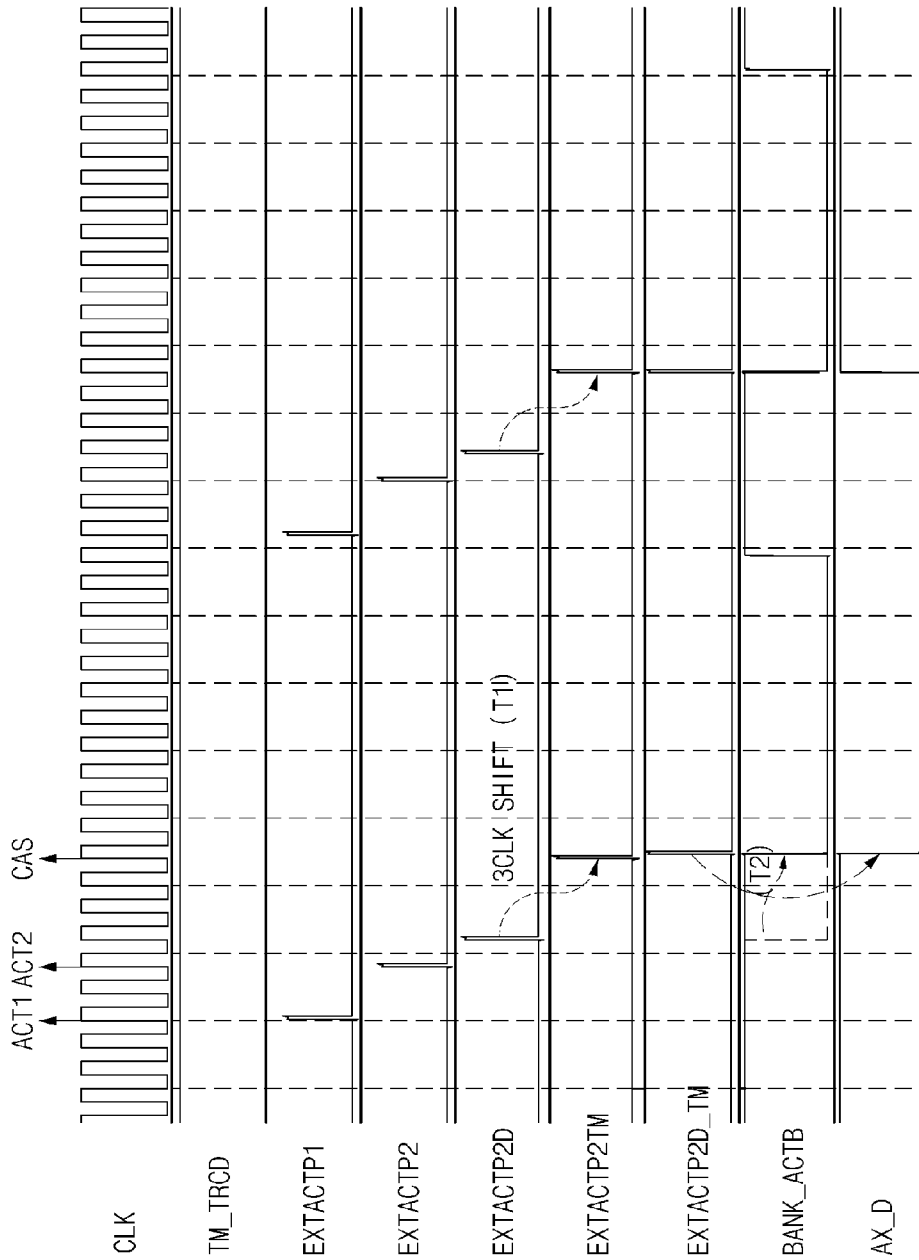 ACT1 ACT2 CAS
CLK
TM_TRCD
EXTACTP1
EXTACTP2
EXTACTP2D
3CLK SHIFT (T1)
EXTACTP2TM
EXTACTP2D_TM
BANK_ACTB
(T2)
AX_D